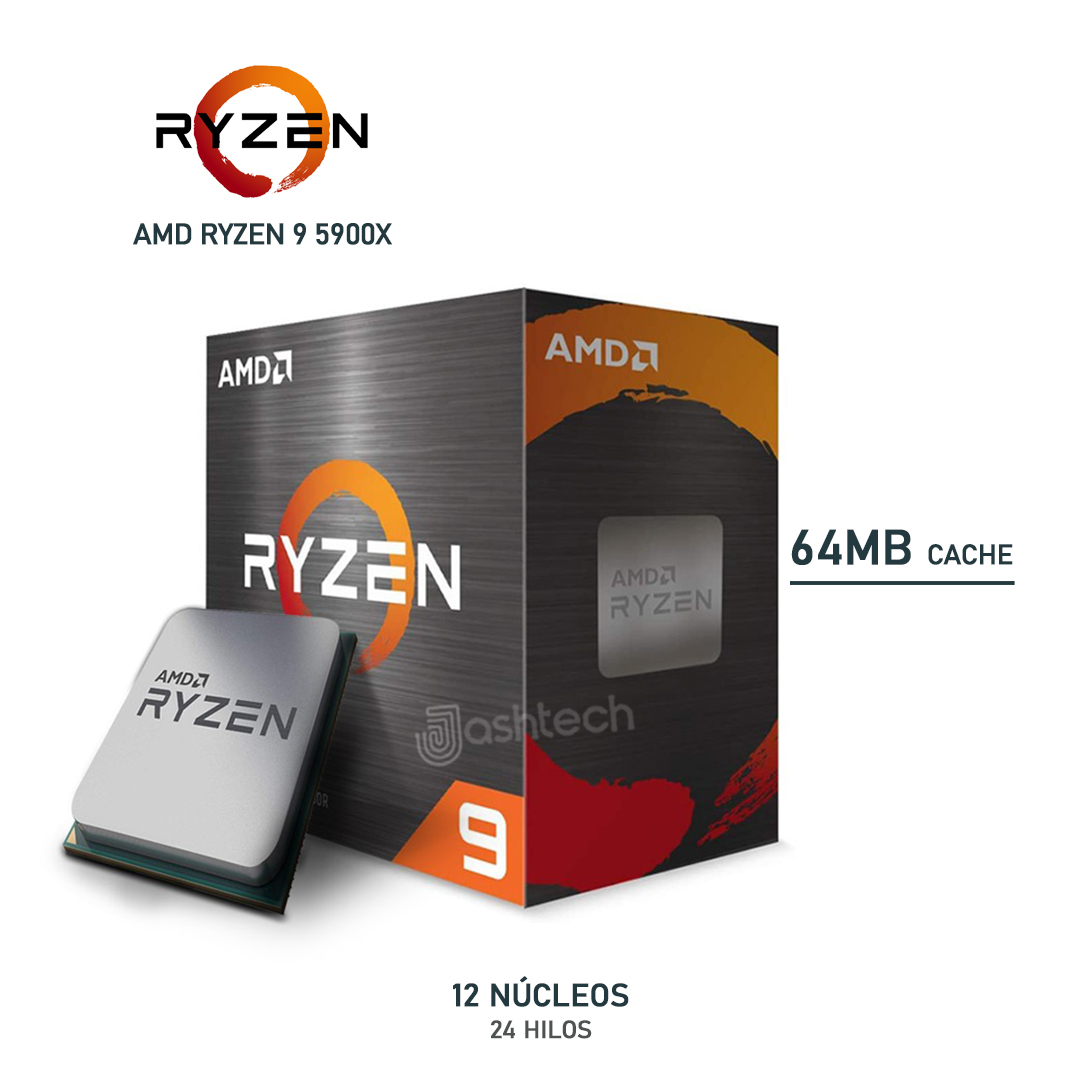 RYZEN
AMD RYZEN 9 5900X
AMD
AMD
RYZEN
AMD
RYZEN
64MB CACHE
AMD
RYZEN
Jashtech
9
12 NÚCLEOS
24 HILOS